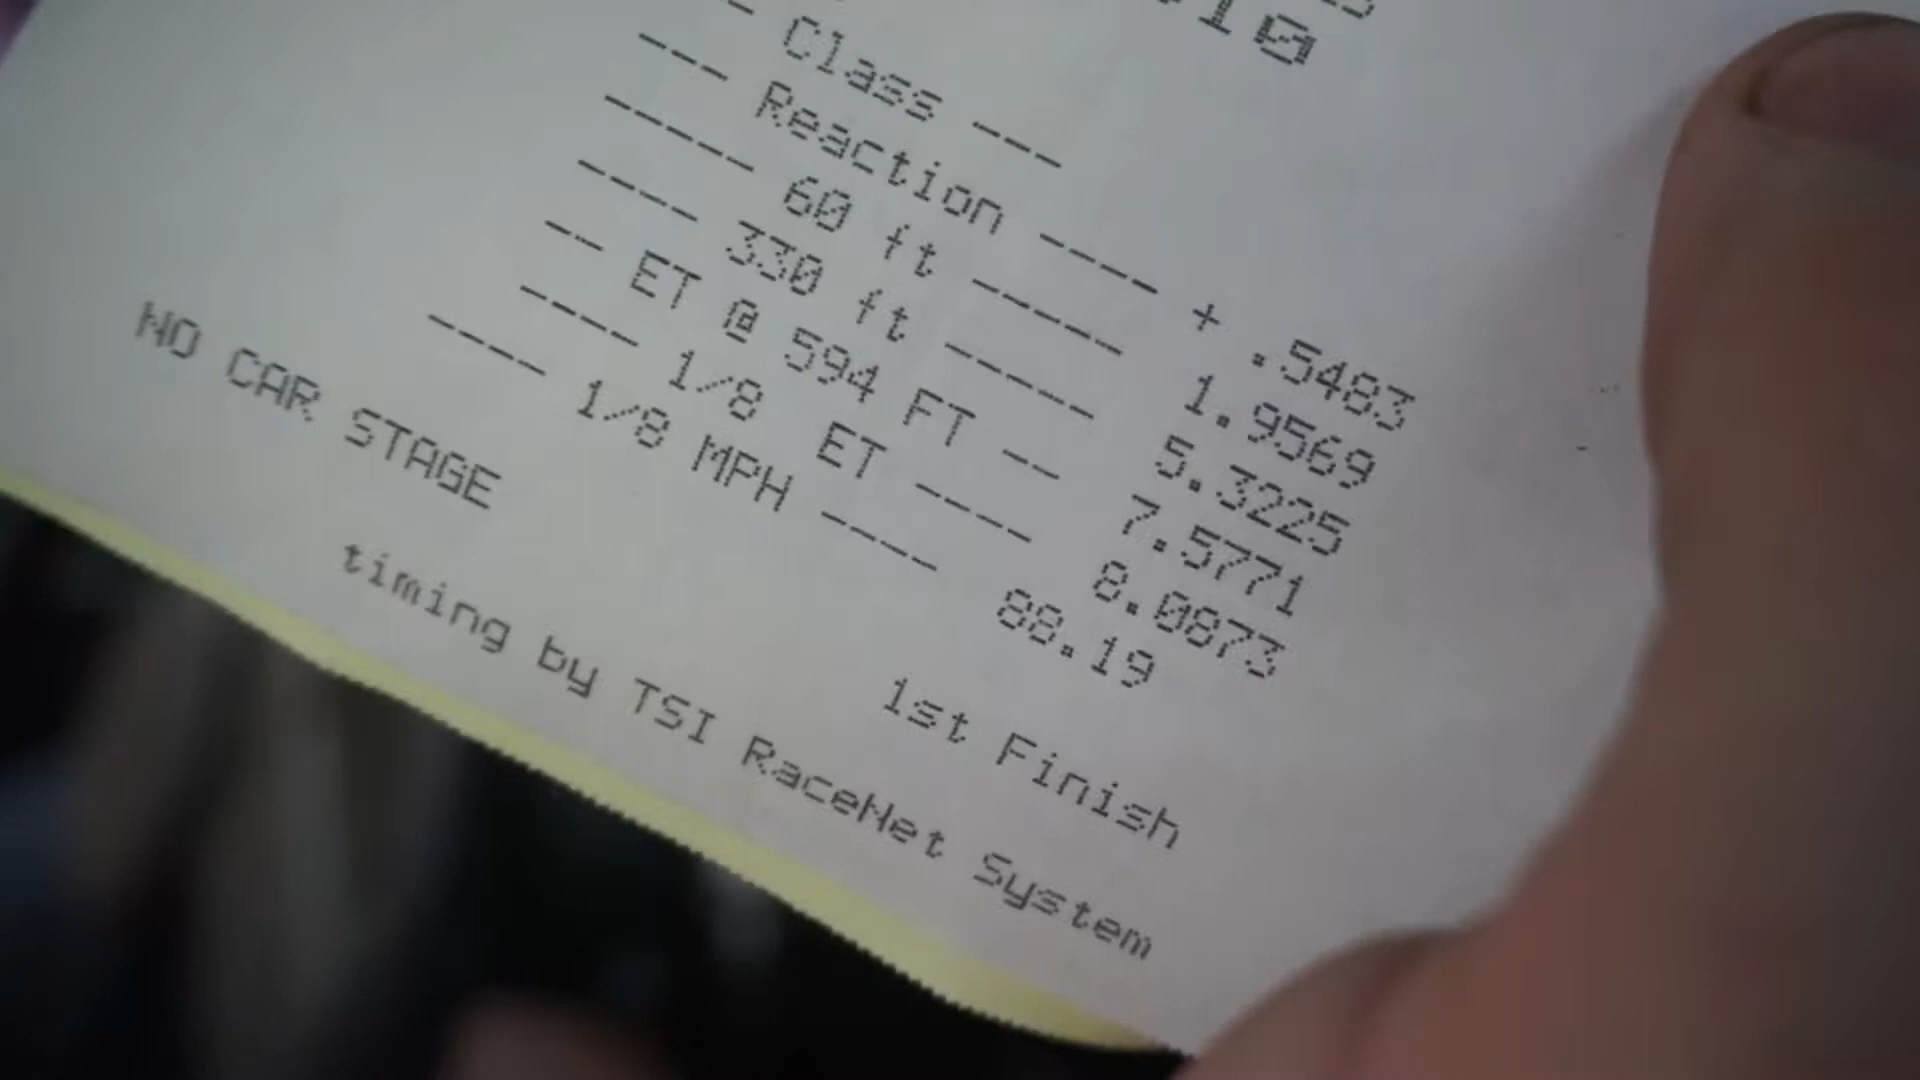 10
-- Class ---
--- Reaction ---- + .5483
----- 60 ft ----- 1.9569
---- 330 ft ----- 5.3225
-- ET @ 594 FT -- 7.5771
---- 1/8 ET ---- 8.0873
---- 1/8 MPH ---- 88.19
NO CAR STAGE 1st Finish
timing by TSI RaceNet System